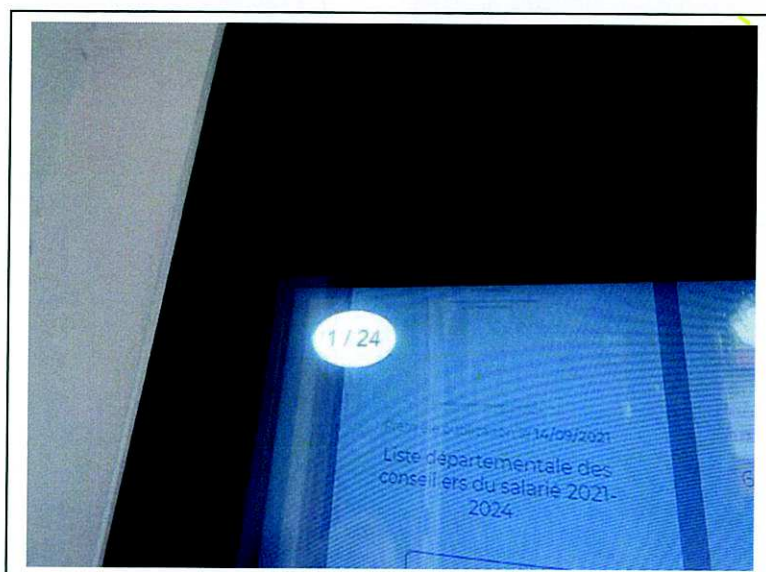 1 / 24
14/09/2021
Liste départementale des
conseillers du salarié 2021-
2024